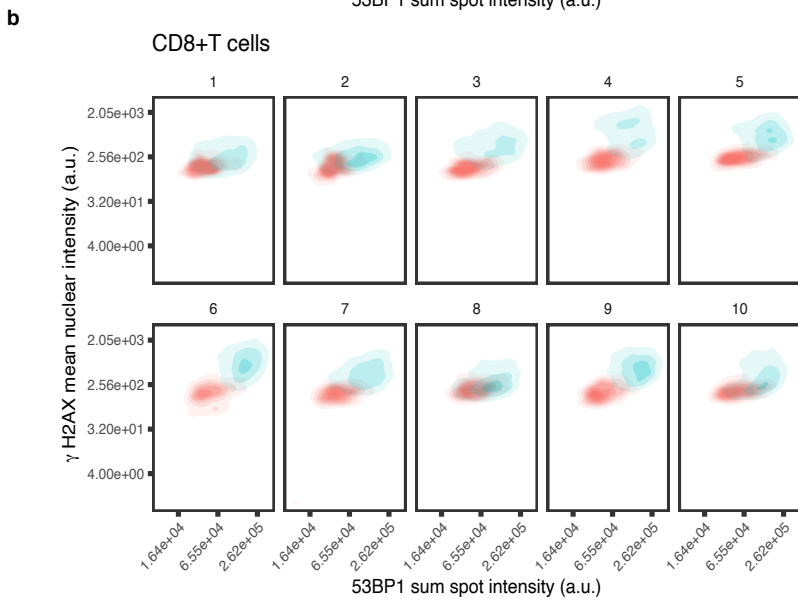 53BP1 sum spot intensity (a.u.)
b
CD8+T cells
1 2 3 4 5
2.05e+03
2.56e+02
3.20e+01
4.00e+00
γ H2AX mean nuclear intensity (a.u.)
6 7 8 9 10
2.05e+03
2.56e+02
3.20e+01
4.00e+00
1.64e+04 6.55e+04 2.62e+05 1.64e+04 6.55e+04 2.62e+05 1.64e+04 6.55e+04 2.62e+05 1.64e+04 6.55e+04 2.62e+05 1.64e+04 6.55e+04 2.62e+05
53BP1 sum spot intensity (a.u.)